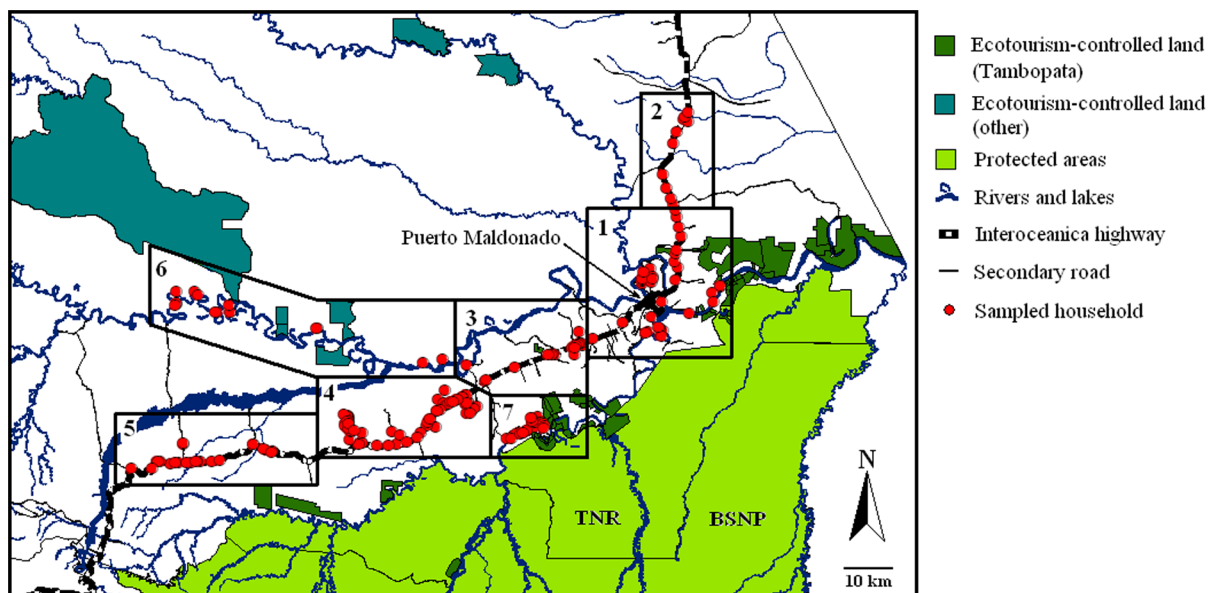 2
1
Puerto Maldonado
6
3
4
7
5
TNR
BSNP
N
10 km
Ecotourism-controlled land
(Tambopata)
Ecotourism-controlled land
(other)
Protected areas
Rivers and lakes
Interoceanica highway
Secondary road
Sampled household